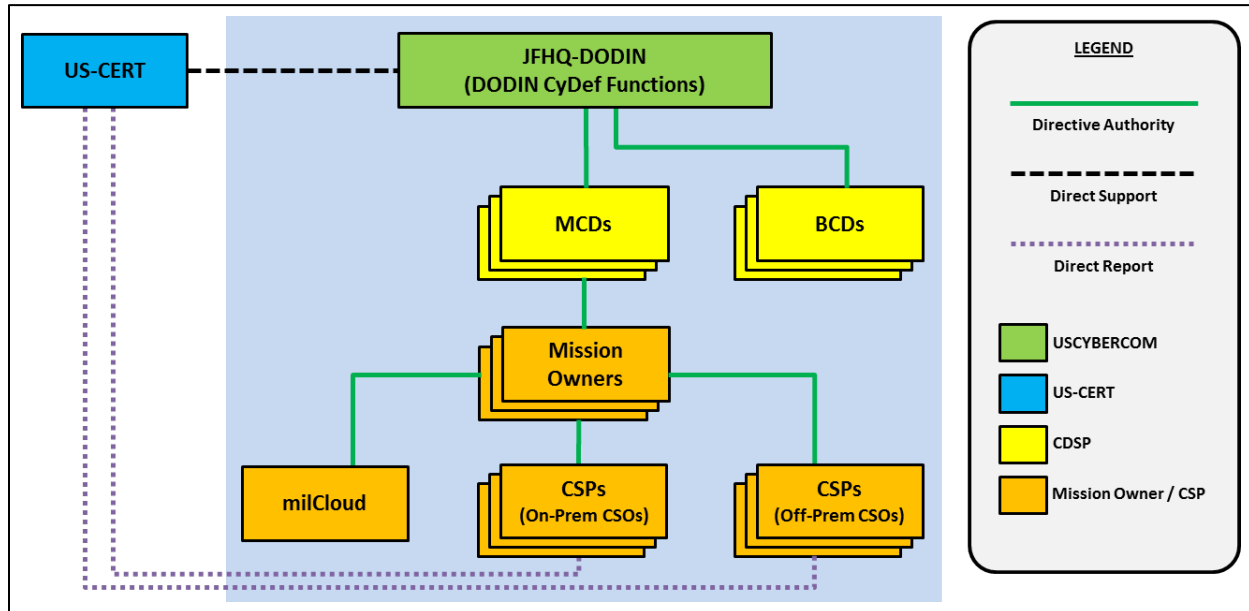 US-CERT
JFHQ-DODIN
(DODIN CyDef Functions)
MCDs
BCDs
Mission
Owners
milCloud
CSPs
(On-Prem CSOs)
CSPs
(Off-Prem CSOs)
LEGEND
Directive Authority
Direct Support
Direct Report
USCYBERCOM
US-CERT
CDSP
Mission Owner / CSP